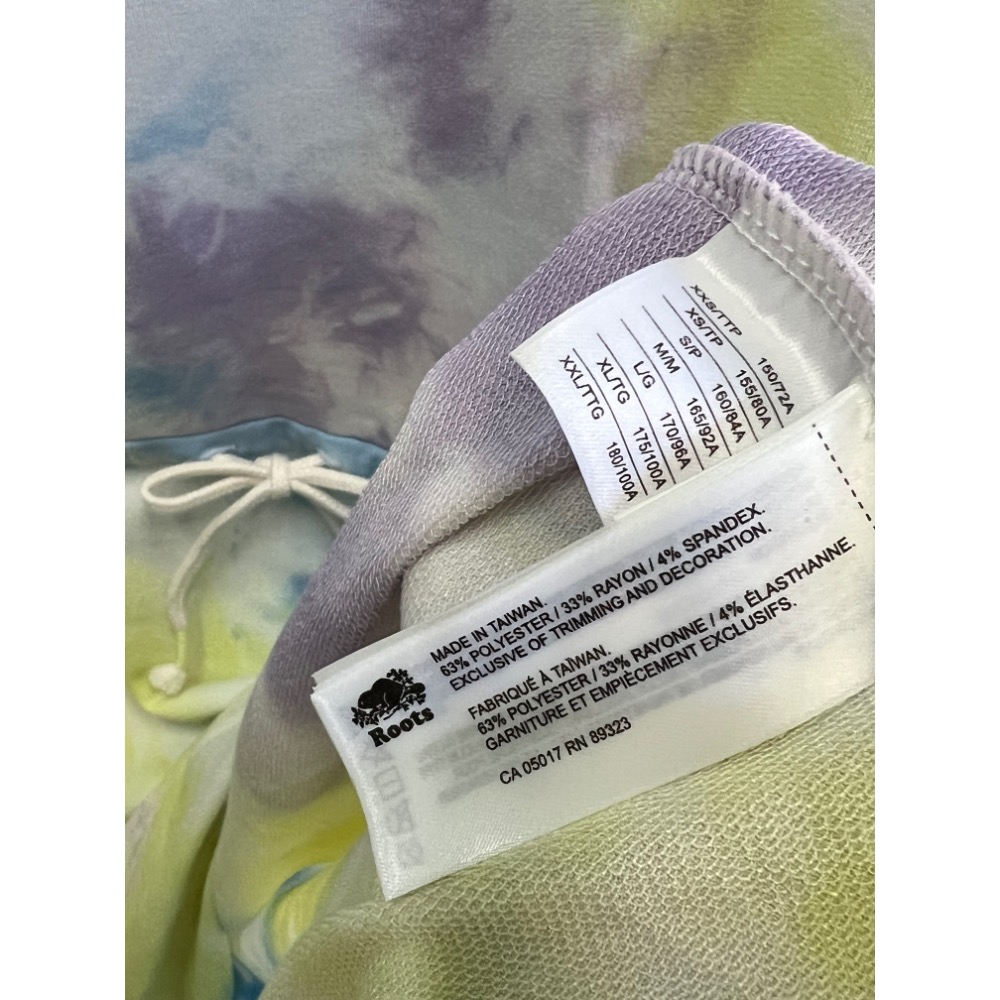 XXS/TTP 150/72A
XS/TP 155/80A
S/P 160/84A
M/M 165/92A
L/G 170/96A
XL/TG 175/100A
XXL/TTG 180/100A
MADE IN TAIWAN.
63% POLYESTER / 33% RAYON / 4% SPANDEX.
EXCLUSIVE OF TRIMMING AND DECORATION.
FABRIQUÉ À TAÏWAN.
63% POLYESTER / 33% RAYONNE / 4% ÉLASTHANNE.
GARNITURE ET EMPIÈCEMENT EXCLUSIFS.
CA 05017 RN 89323
Roots